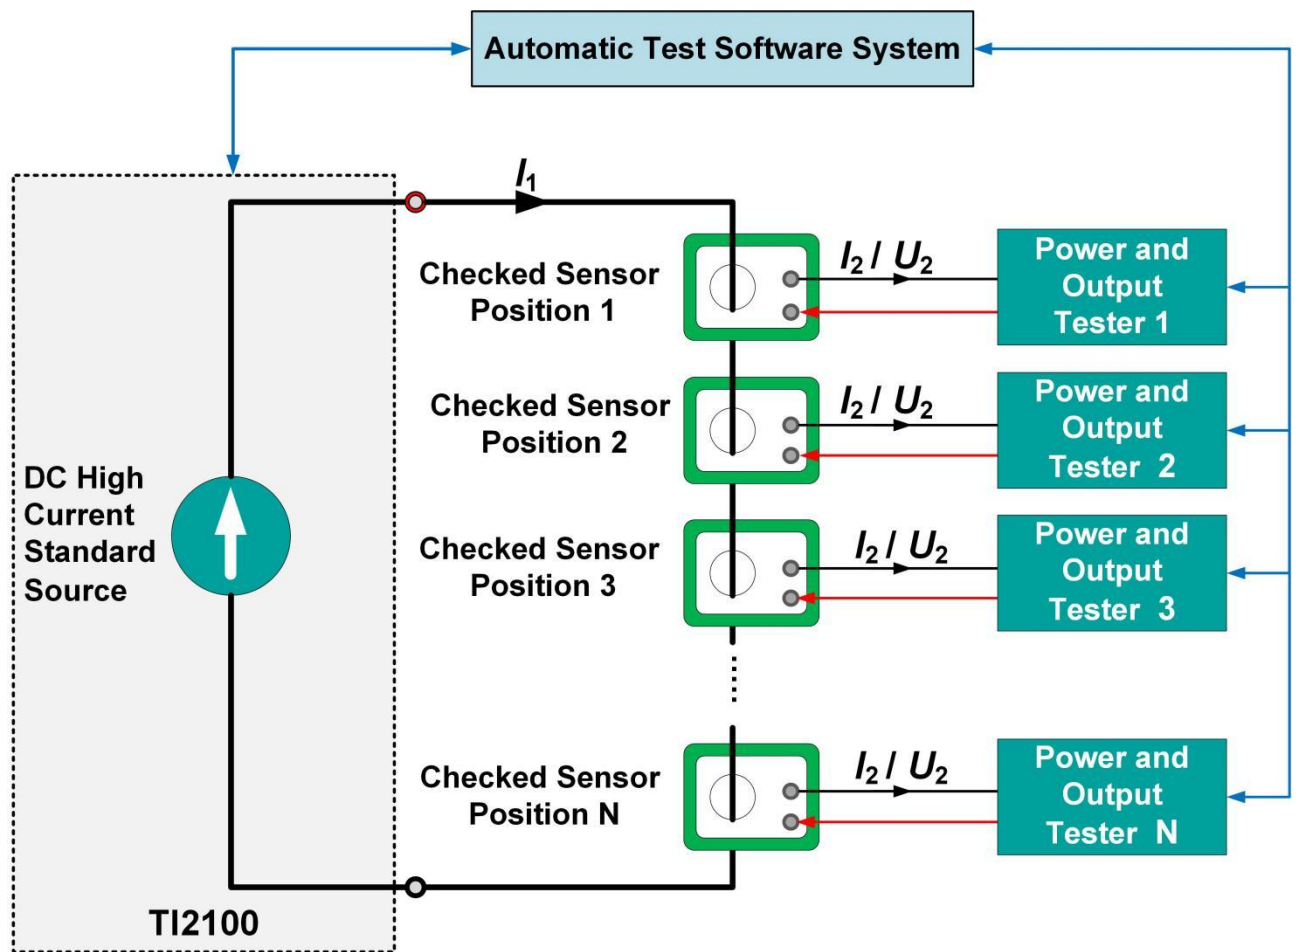 Automatic Test Software System
I₁
Checked Sensor
Position 1
I₂ / U₂
Power and
Output
Tester 1
Checked Sensor
Position 2
I₂ / U₂
Power and
Output
Tester 2
DC High
Current
Standard
Source
Checked Sensor
Position 3
I₂ / U₂
Power and
Output
Tester 3
Checked Sensor
Position N
I₂ / U₂
Power and
Output
Tester N
TI2100